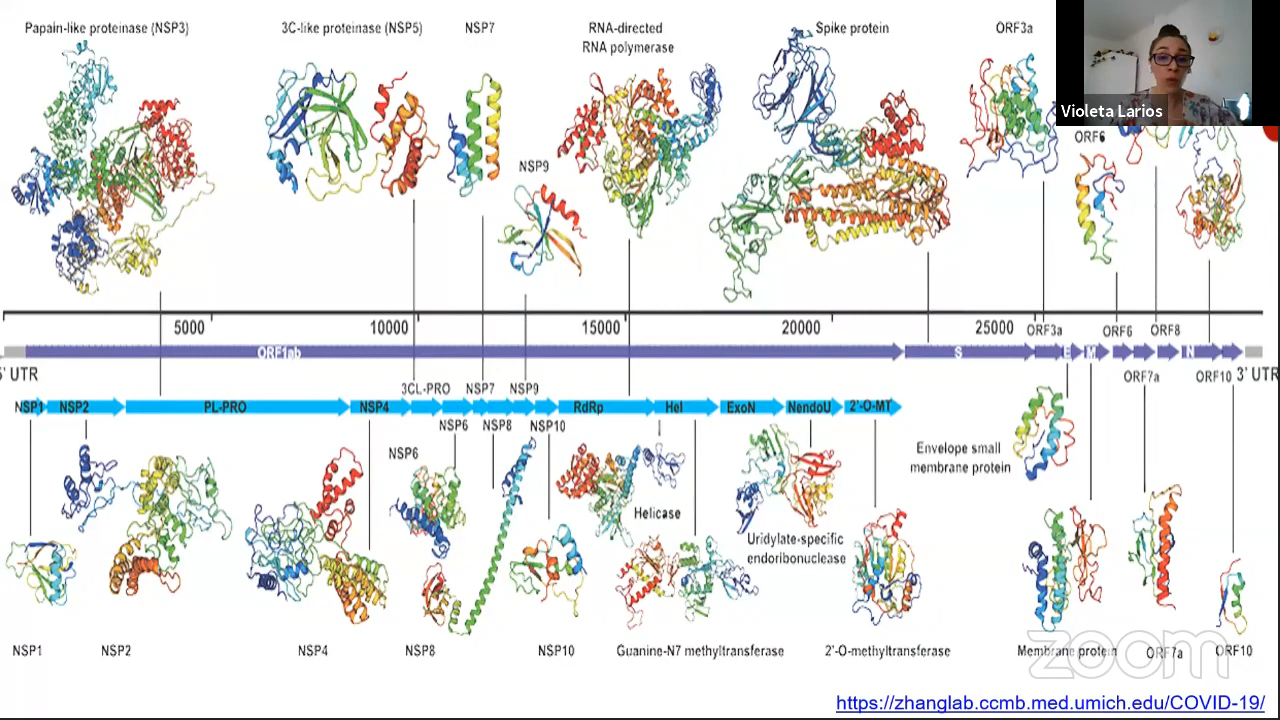 Papain-like proteinase (NSP3)
3C-like proteinase (NSP5)
NSP7
RNA-directed
RNA polymerase
Spike protein
ORF3a
Violeta Larios
ORF6
NSP9
5000
10000
15000
20000
25000
ORF3a
ORF6
ORF8
ORF1ab
S
E
M
N
5' UTR
3CL-PRO
NSP7
NSP9
ORF7a
ORF10
3' UTR
NSP1
NSP2
PL-PRO
NSP4
RdRp
Hel
ExoN
NendoU
2'-O-MT
NSP6
NSP8
NSP10
NSP6
Envelope small
membrane protein
Helicase
Uridylate-specific
endoribonuclease
NSP1
NSP2
NSP4
NSP8
NSP10
Guanine-N7 methyltransferase
2'-O-methyltransferase
Membrane protein
ORF7a
ORF10
zoom
https://zhanglab.ccmb.med.umich.edu/COVID-19/